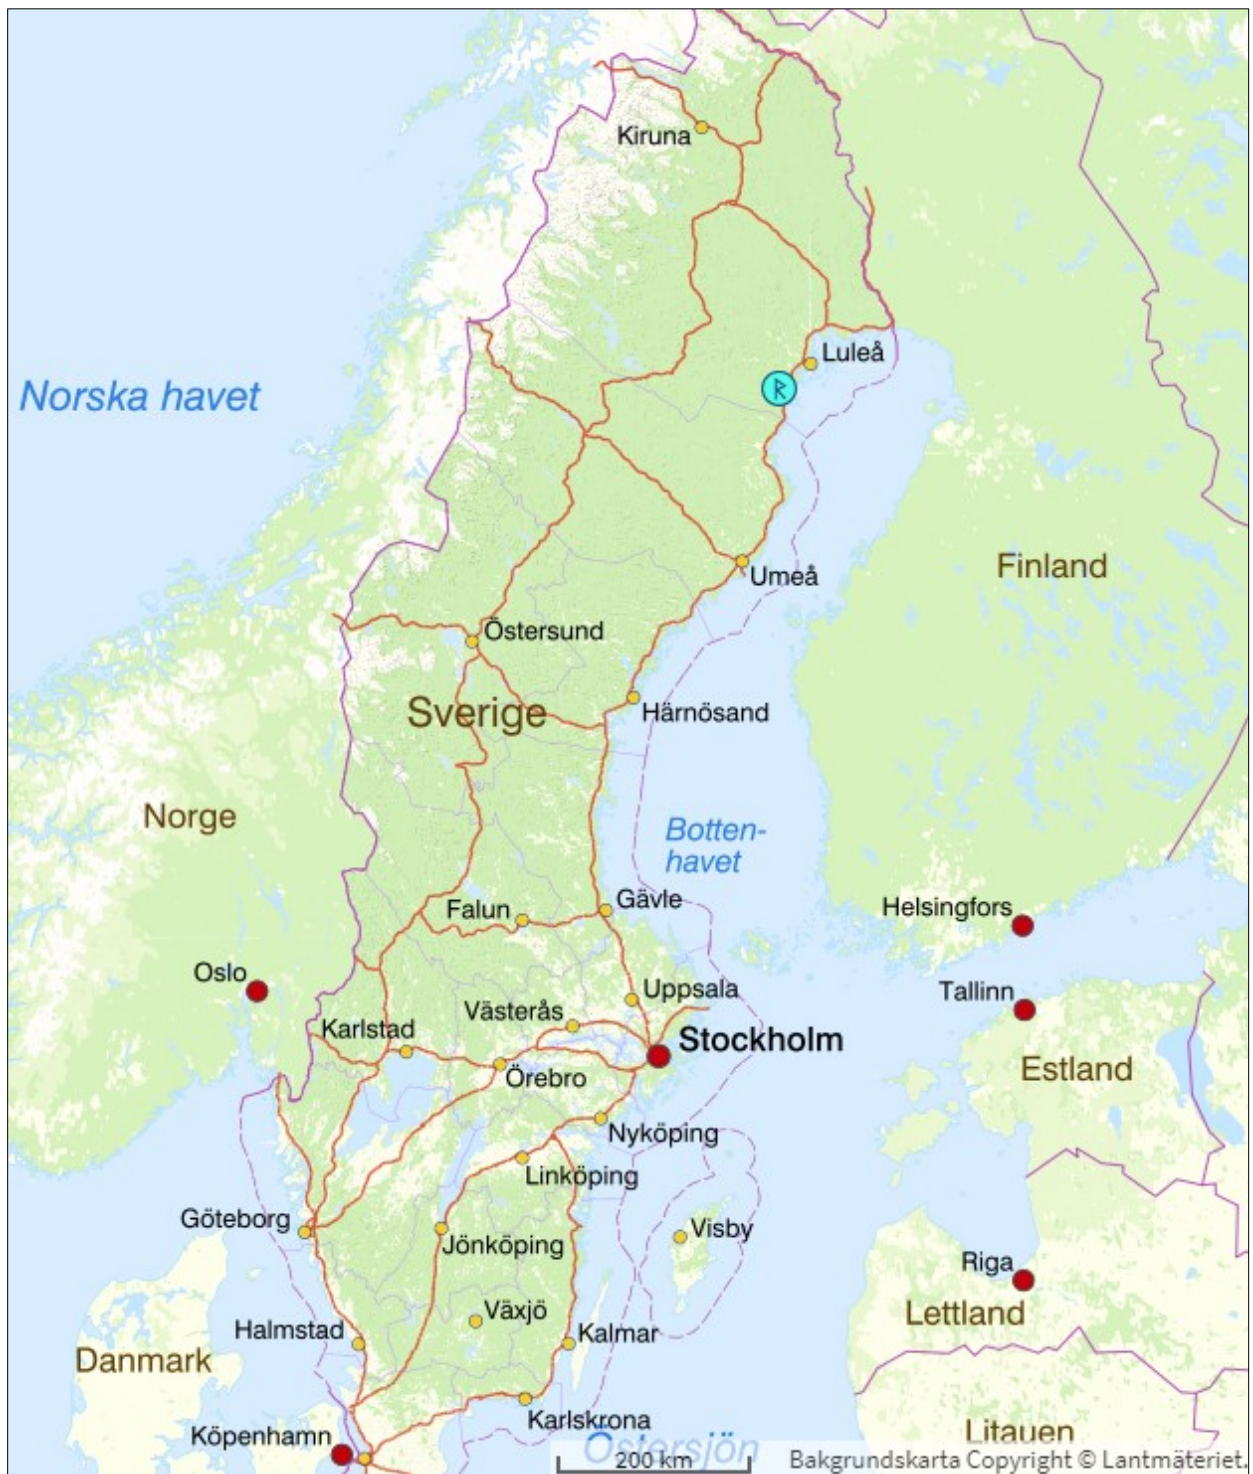 Kiruna
Luleå
Norska havet
ᚱ
Umeå
Finland
Östersund
Sverige
Härnösand
Norge
Botten-
havet
Falun
Gävle
Helsingfors
Oslo
Uppsala
Tallinn
Västerås
Karlstad
Stockholm
Örebro
Estland
Nyköping
Linköping
Göteborg
Jönköping
Visby
Riga
Växjö
Lettland
Halmstad
Kalmar
Danmark
Karlskrona
Köpenhamn
Östersjön
Litauen
200 km
Bakgrundskarta Copyright © Lantmäteriet.